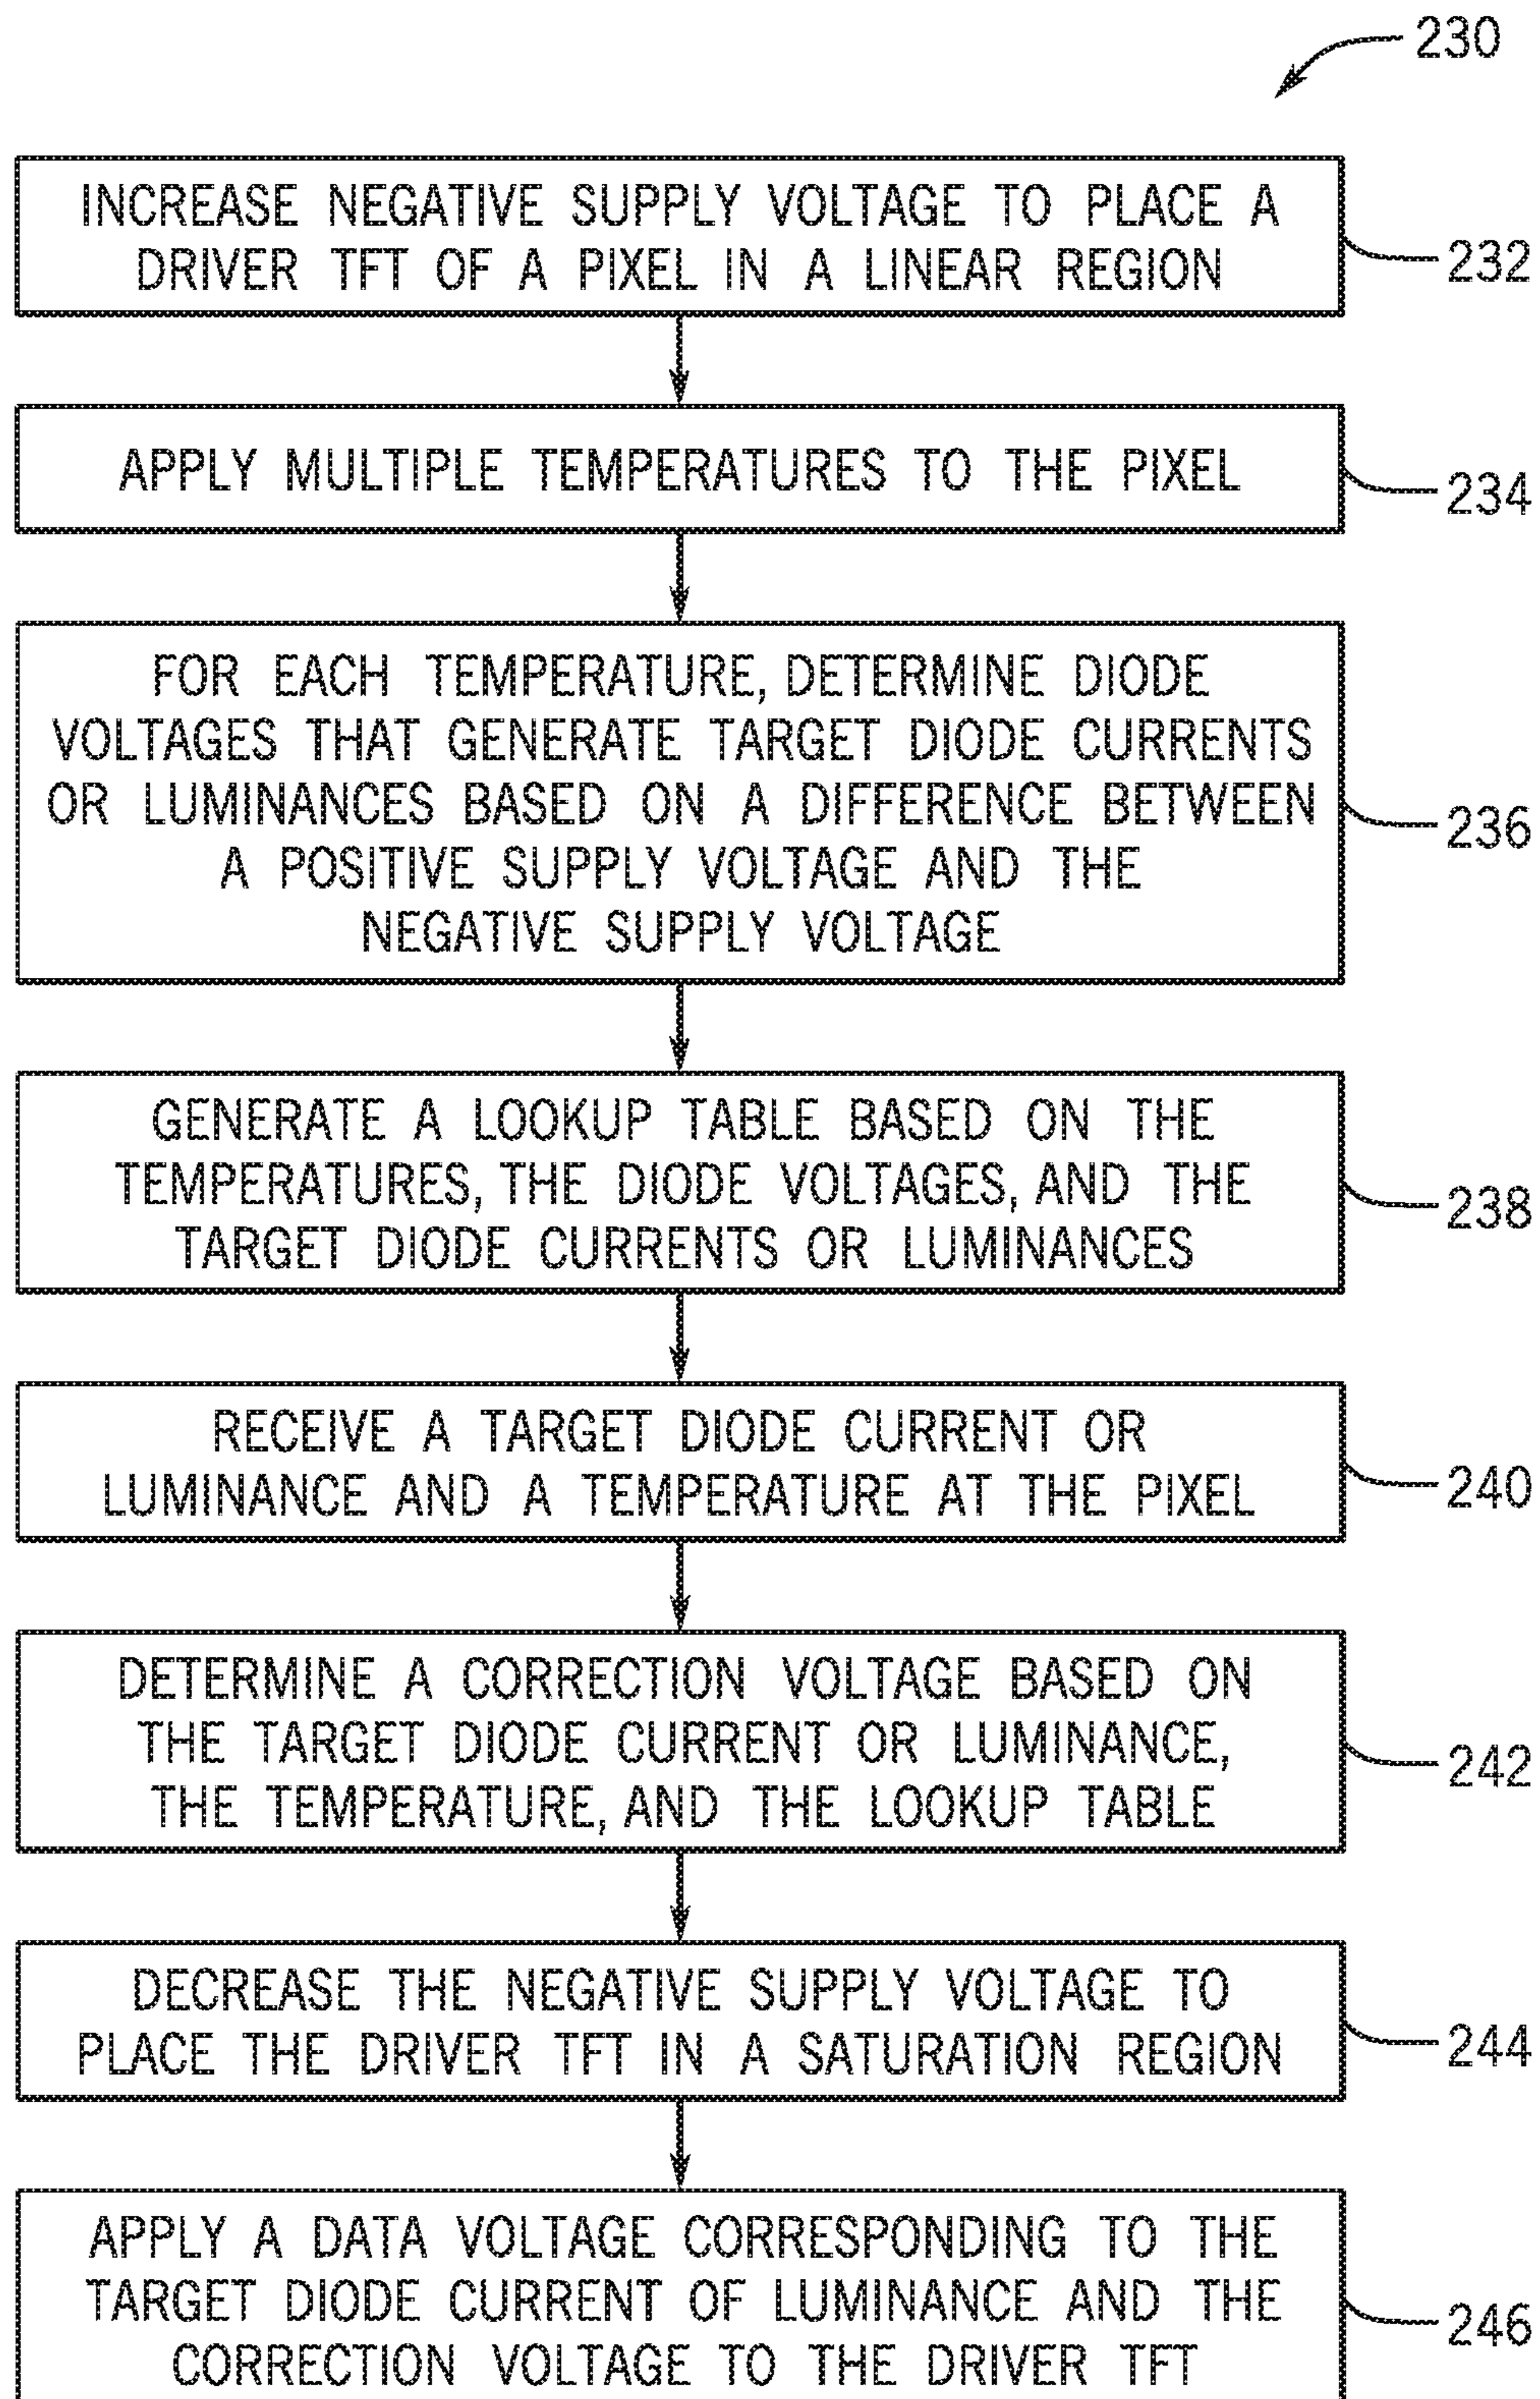 230
INCREASE NEGATIVE SUPPLY VOLTAGE TO PLACE A
DRIVER TFT OF A PIXEL IN A LINEAR REGION
232
APPLY MULTIPLE TEMPERATURES TO THE PIXEL
234
FOR EACH TEMPERATURE, DETERMINE DIODE
VOLTAGES THAT GENERATE TARGET DIODE CURRENTS
OR LUMINANCES BASED ON A DIFFERENCE BETWEEN
A POSITIVE SUPPLY VOLTAGE AND THE
NEGATIVE SUPPLY VOLTAGE
236
GENERATE A LOOKUP TABLE BASED ON THE
TEMPERATURES, THE DIODE VOLTAGES, AND THE
TARGET DIODE CURRENTS OR LUMINANCES
238
RECEIVE A TARGET DIODE CURRENT OR
LUMINANCE AND A TEMPERATURE AT THE PIXEL
240
DETERMINE A CORRECTION VOLTAGE BASED ON
THE TARGET DIODE CURRENT OR LUMINANCE,
THE TEMPERATURE, AND THE LOOKUP TABLE
242
DECREASE THE NEGATIVE SUPPLY VOLTAGE TO
PLACE THE DRIVER TFT IN A SATURATION REGION
244
APPLY A DATA VOLTAGE CORRESPONDING TO THE
TARGET DIODE CURRENT OF LUMINANCE AND THE
CORRECTION VOLTAGE TO THE DRIVER TFT
246